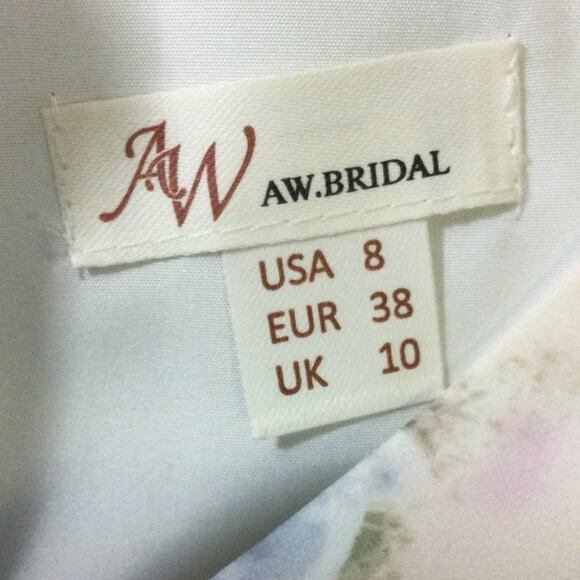 AW AW.BRIDAL
USA 8
EUR 38
UK 10